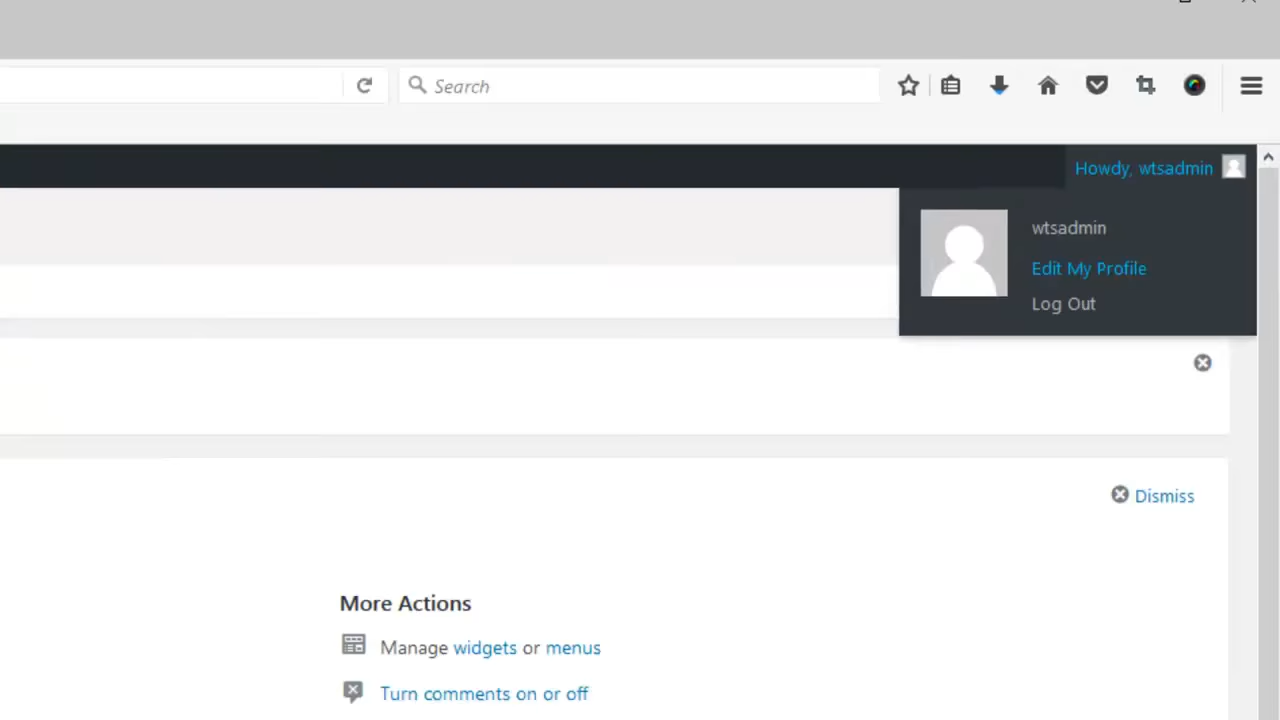 Search
Howdy, wtsadmin
wtsadmin
Edit My Profile
Log Out
Dismiss
More Actions
Manage widgets or menus
Turn comments on or off